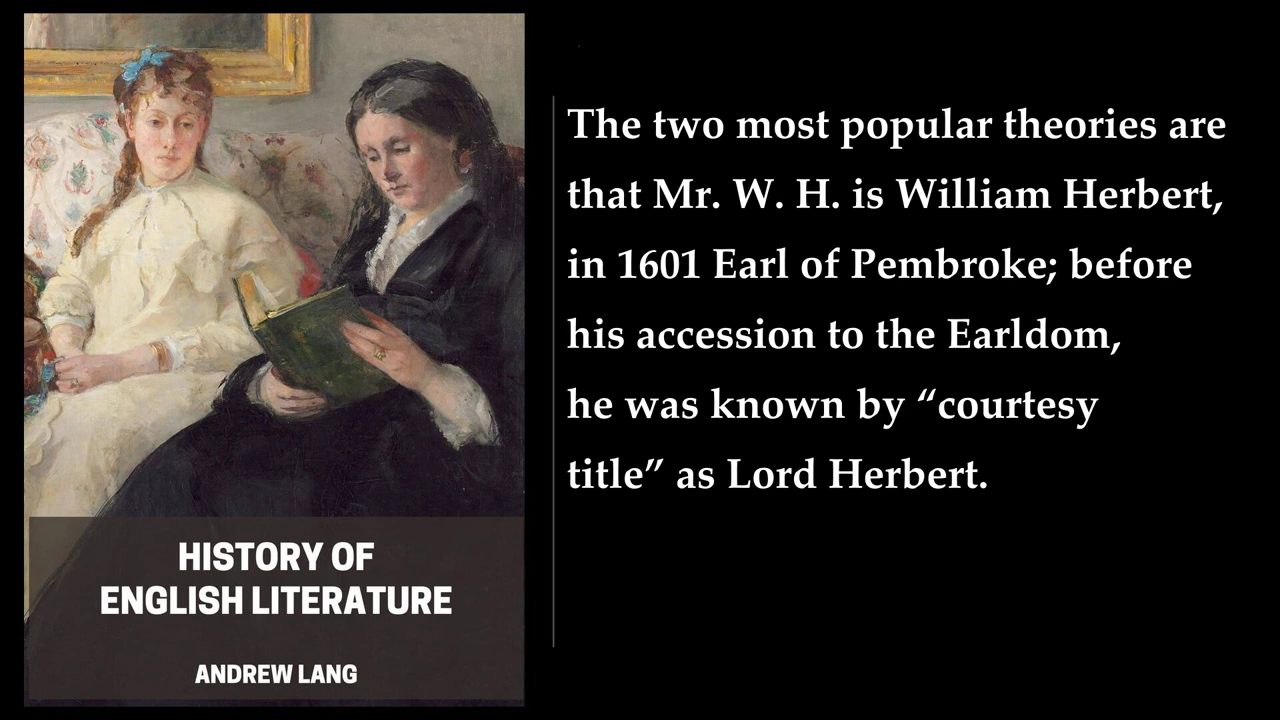 HISTORY OF
ENGLISH LITERATURE
ANDREW LANG
The two most popular theories are
that Mr. W. H. is William Herbert,
in 1601 Earl of Pembroke; before
his accession to the Earldom,
he was known by “courtesy
title” as Lord Herbert.